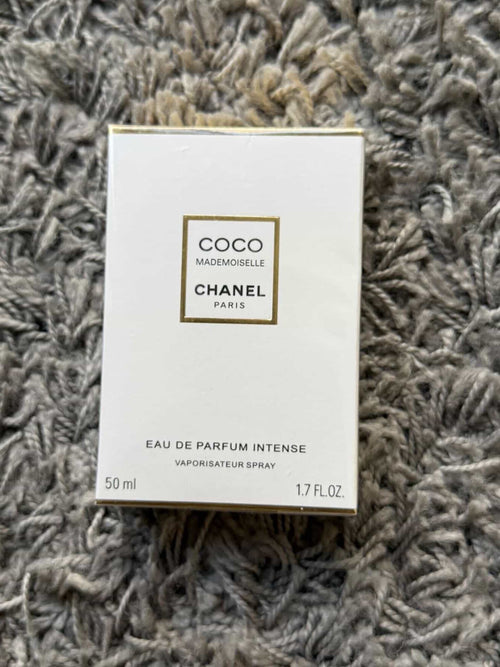 COCO
MADEMOISELLE
CHANEL
PARIS
EAU DE PARFUM INTENSE
VAPORISATEUR SPRAY
50 ml
1.7 FL.OZ.